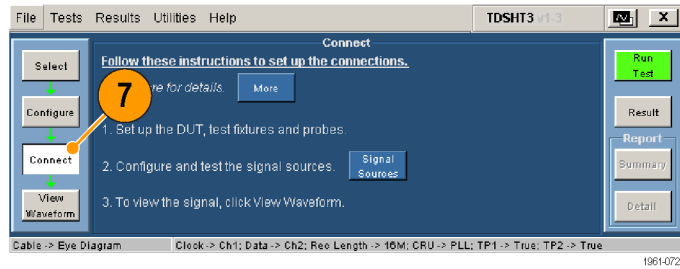 File Tests Results Utilities Help TDSHT3 v1-3 X
Connect
Follow these instructions to set up the connections.
Select
Run
Test
7
re for details. More
Configure
Result
1. Set up the DUT, test fixtures and probes.
Report
Connect
2. Configure and test the signal sources.
Signal
Sources
Summary
View
Waveform
3. To view the signal, click View Waveform.
Detail
Cable -> Eye Diagram Clock -> Ch1; Data -> Ch2; Rec Length -> 16M; CRU -> PLL; TP1 -> True; TP2 -> True
1961-072